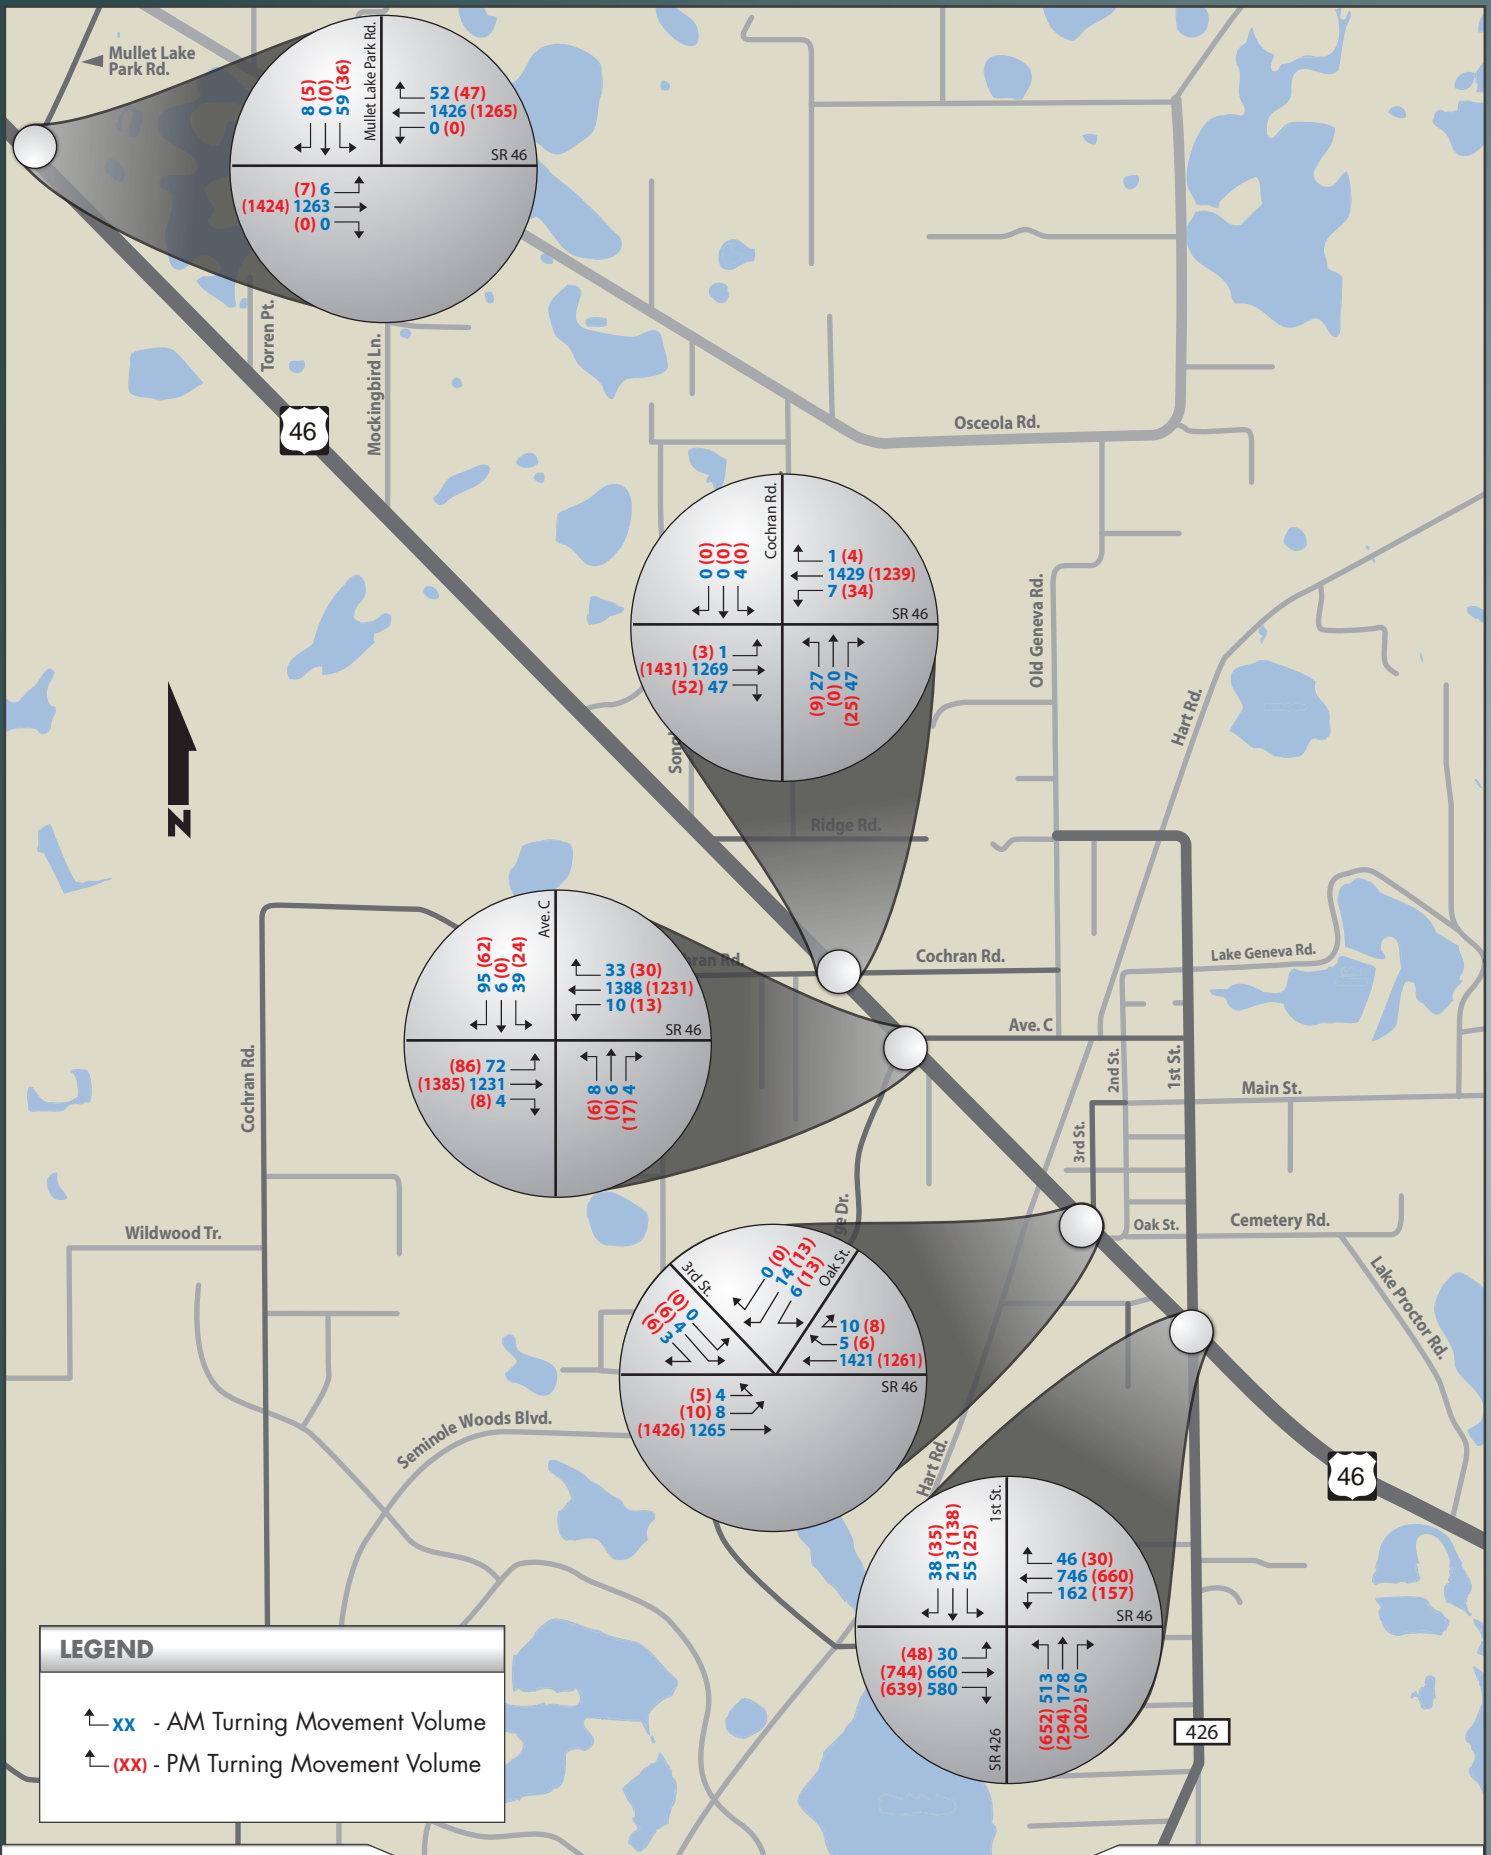 Mullet Lake
Park Rd.
Mullet Lake Park Rd.
8 (5)
0 (0)
59 (36)
52 (47)
1426 (1265)
0 (0)
SR 46
(7) 6
(1424) 1263
(0) 0
Torren Pt.
Mockingbird Ln.
46
Osceola Rd.
Cochran Rd.
0 (0)
0 (0)
4 (0)
1 (4)
1429 (1239)
7 (34)
SR 46
(3) 1
(1431) 1269
(52) 47
(9) 27
(0) 0
(25) 47
Old Geneva Rd.
Hart Rd.
N
Ridge Rd.
Ave. C
95 (62)
6 (0)
39 (24)
33 (30)
1388 (1231)
10 (13)
SR 46
(86) 72
(1385) 1231
(8) 4
(6) 8
(0) 6
(17) 4
Cochran Rd.
Lake Geneva Rd.
Ave. C
2nd St.
1st St.
Main St.
3rd St.
Cochran Rd.
Wildwood Tr.
Oak St.
Cemetery Rd.
Lake Proctor Rd.
3rd St.
Oak St.
(0) 0
(6) 4
(6) 3
0 (0)
14 (13)
6 (13)
10 (8)
5 (6)
1421 (1261)
SR 46
(5) 4
(10) 8
(1426) 1265
Seminole Woods Blvd.
Hart Rd.
46
1st St.
38 (35)
213 (138)
55 (25)
46 (30)
746 (660)
162 (157)
SR 46
(48) 30
(744) 660
(639) 580
SR 426
(652) 513
(294) 178
(202) 50
426
LEGEND
XX - AM Turning Movement Volume
(XX) - PM Turning Movement Volume